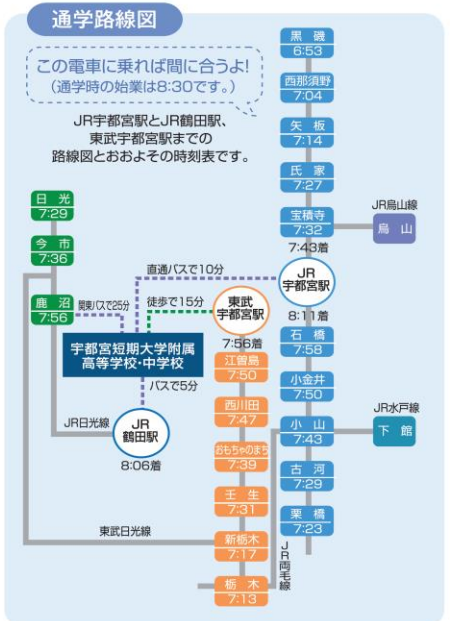 通学路線図
この電車に乗れば間に合うよ!
(通学時の始業は8:30です。)
JR宇都宮駅とJR鶴田駅、
東武宇都宮駅までの
路線図とおおよその時刻表です。
黒磯
6:53
西那須野
7:04
矢板
7:14
氏家
7:27
宝積寺
7:32
7:43着
JR烏山線
烏山
JR
宇都宮駅
8:11着
日光
7:29
今市
7:36
鹿沼
7:56
直通バスで10分
関東バスで25分
徒歩で15分
東武
宇都宮駅
7:56着
宇都宮短期大学附属
高等学校・中学校
バスで5分
JR日光線
JR
鶴田駅
8:06着
江曽島
7:50
西川田
7:47
おもちゃのまち
7:39
壬生
7:31
東武日光線
新栃木
7:17
栃木
7:13
石橋
7:58
小金井
7:50
小山
7:43
JR水戸線
下館
古河
7:29
栗橋
7:23
JR両毛線